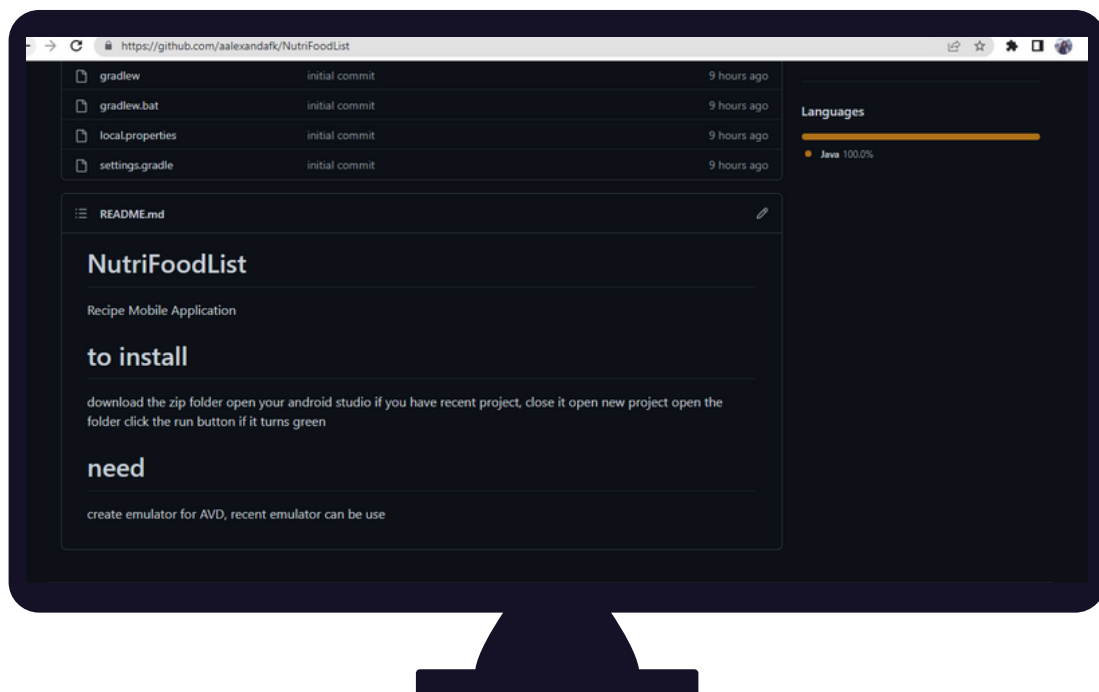 https://github.com/aalexandafk/NutriFoodList
gradlew initial commit 9 hours ago
gradlew.bat initial commit 9 hours ago
local.properties initial commit 9 hours ago
settings.gradle initial commit 9 hours ago
Languages
Java 100.0%
README.md
NutriFoodList
Recipe Mobile Application
to install
download the zip folder open your android studio if you have recent project, close it open new project open the
folder click the run button if it turns green
need
create emulator for AVD, recent emulator can be use